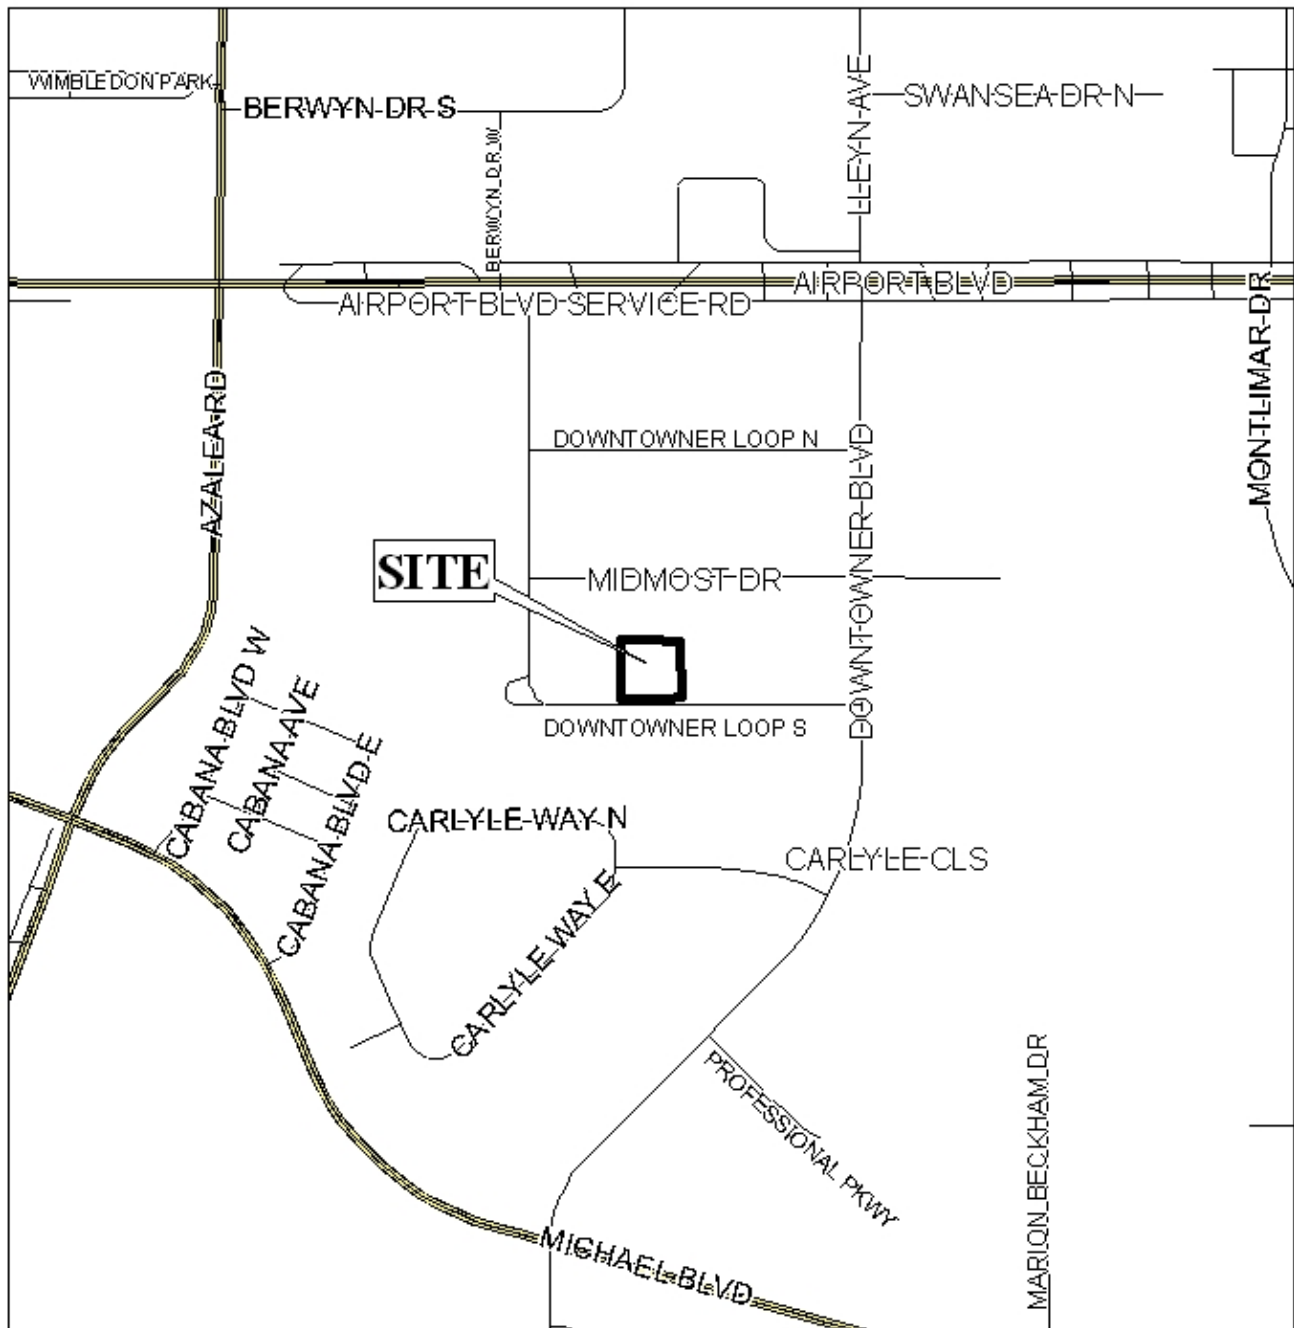 WIMBLEDON PARK
BERWYN DR S
LLEYN AVE
SWANSEA DR N
BERWYN DR W
AIRPORT BLVD
AIRPORT BLVD SERVICE RD
MONTLIMAR DR
AZALEA RD
DOWNTOWNER LOOP N
DOWNTOWNER BLVD
SITE
MIDMOST DR
CABANA BLVD W
CABANA AVE
CABANA BLVD E
DOWNTOWNER LOOP S
CARLYLE WAY N
CARLYLE CLS
CARLYLE WAY E
PROFESSIONAL PKWY
MARION BECKHAM DR
MICHAEL BLVD